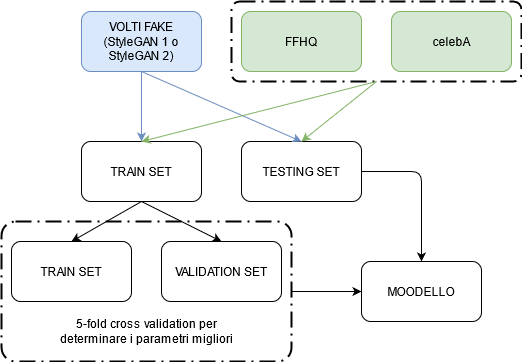 VOLTI FAKE
(StyleGAN 1 o
StyleGAN 2)
FFHQ
celebA
TRAIN SET
TESTING SET
TRAIN SET
VALIDATION SET
MOODELLO
5-fold cross validation per
determinare i parametri migliori